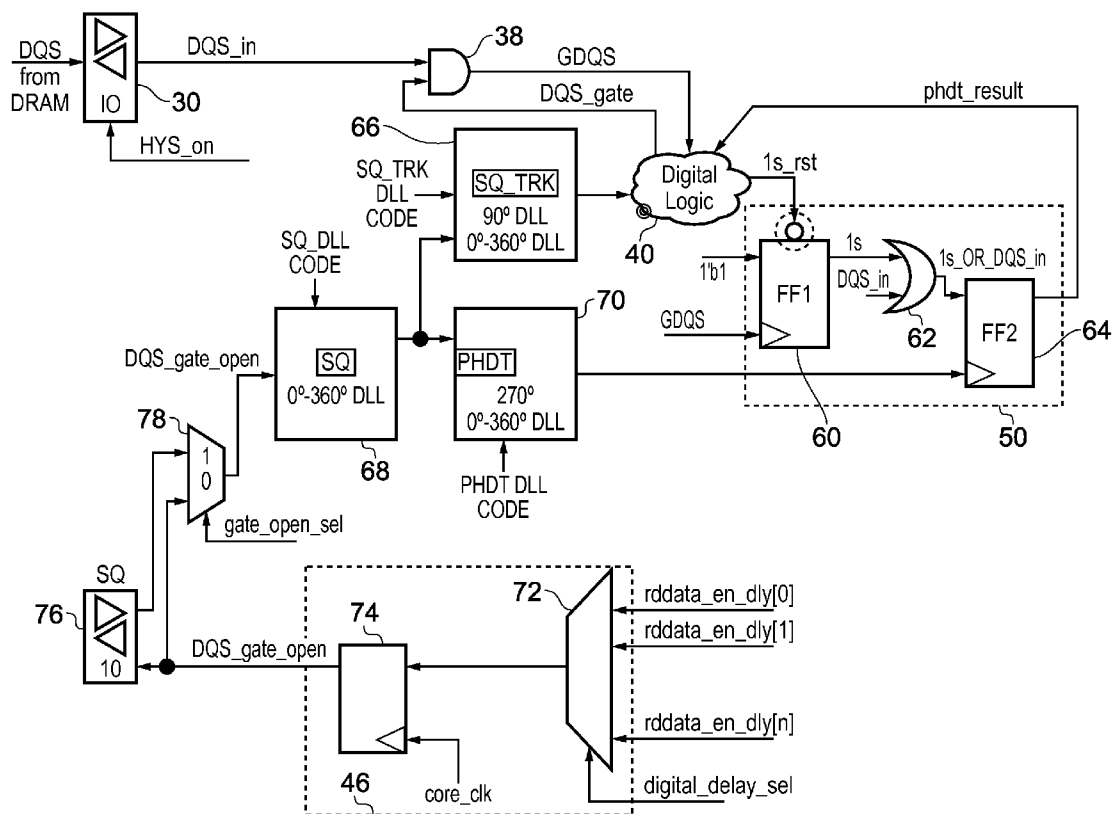 DQS
from
DRAM
IO
30
DQS_in
HYS_on
38
GDQS
DQS_gate
phdt_result
66
SQ_TRK
DLL
CODE
SQ_TRK
90º DLL
0º-360º DLL
Digital
Logic
40
1s_rst
SQ_DLL
CODE
1'b1
FF1
1s
DQS_in
1s_OR_DQS_in
GDQS
62
FF2
64
60
50
DQS_gate_open
SQ
0º-360º DLL
68
70
PHDT
270º
0º-360º DLL
PHDT DLL
CODE
78
1
0
gate_open_sel
SQ
76
10
DQS_gate_open
74
72
rddata_en_dly[0]
rddata_en_dly[1]
rddata_en_dly[n]
core_clk
46
digital_delay_sel